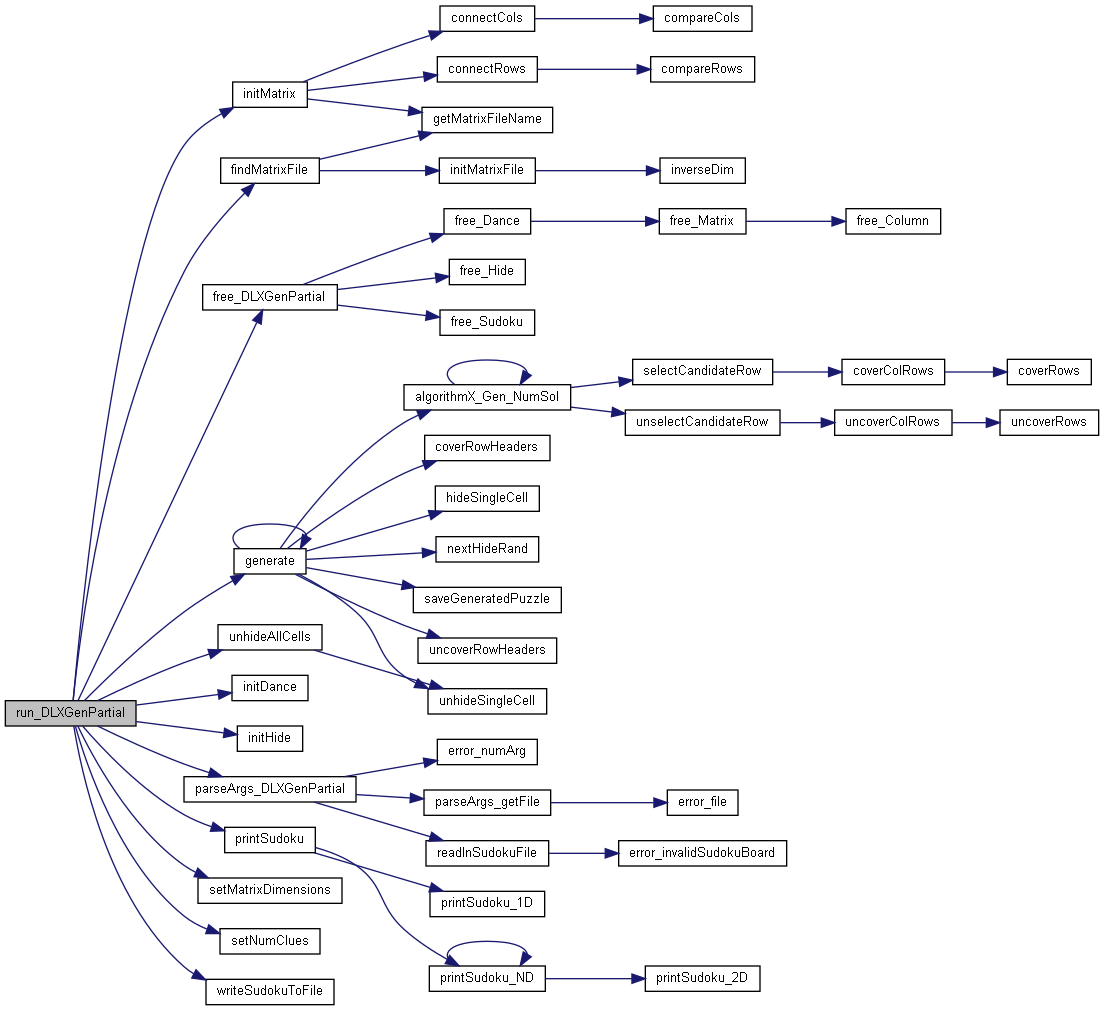 connectCols
compareCols
connectRows
compareRows
initMatrix
getMatrixFileName
findMatrixFile
initMatrixFile
inverseDim
free_Dance
free_Matrix
free_Column
free_Hide
free_DLXGenPartial
free_Sudoku
selectCandidateRow
coverColRows
coverRows
algorithmX_Gen_NumSol
unselectCandidateRow
uncoverColRows
uncoverRows
coverRowHeaders
hideSingleCell
nextHideRand
generate
saveGeneratedPuzzle
unhideAllCells
uncoverRowHeaders
initDance
unhideSingleCell
run_DLXGenPartial
initHide
error_numArg
parseArgs_DLXGenPartial
parseArgs_getFile
error_file
printSudoku
readInSudokuFile
error_invalidSudokuBoard
setMatrixDimensions
printSudoku_1D
setNumClues
printSudoku_ND
printSudoku_2D
writeSudokuToFile